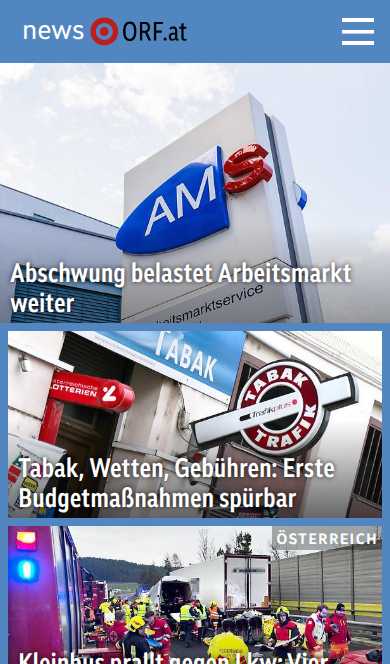 news ORF.at
AMS
Abschwung belastet Arbeitsmarkt
weiter
arbeitsmarktservice
TABAK
LOTTERIEN
TABAK
Trafikplus
TRAFIK
Tabak, Wetten, Gebühren: Erste
Budgetmaßnahmen spürbar
ÖSTERREICH
Kleinbus prallt gegen Lkw: Vier